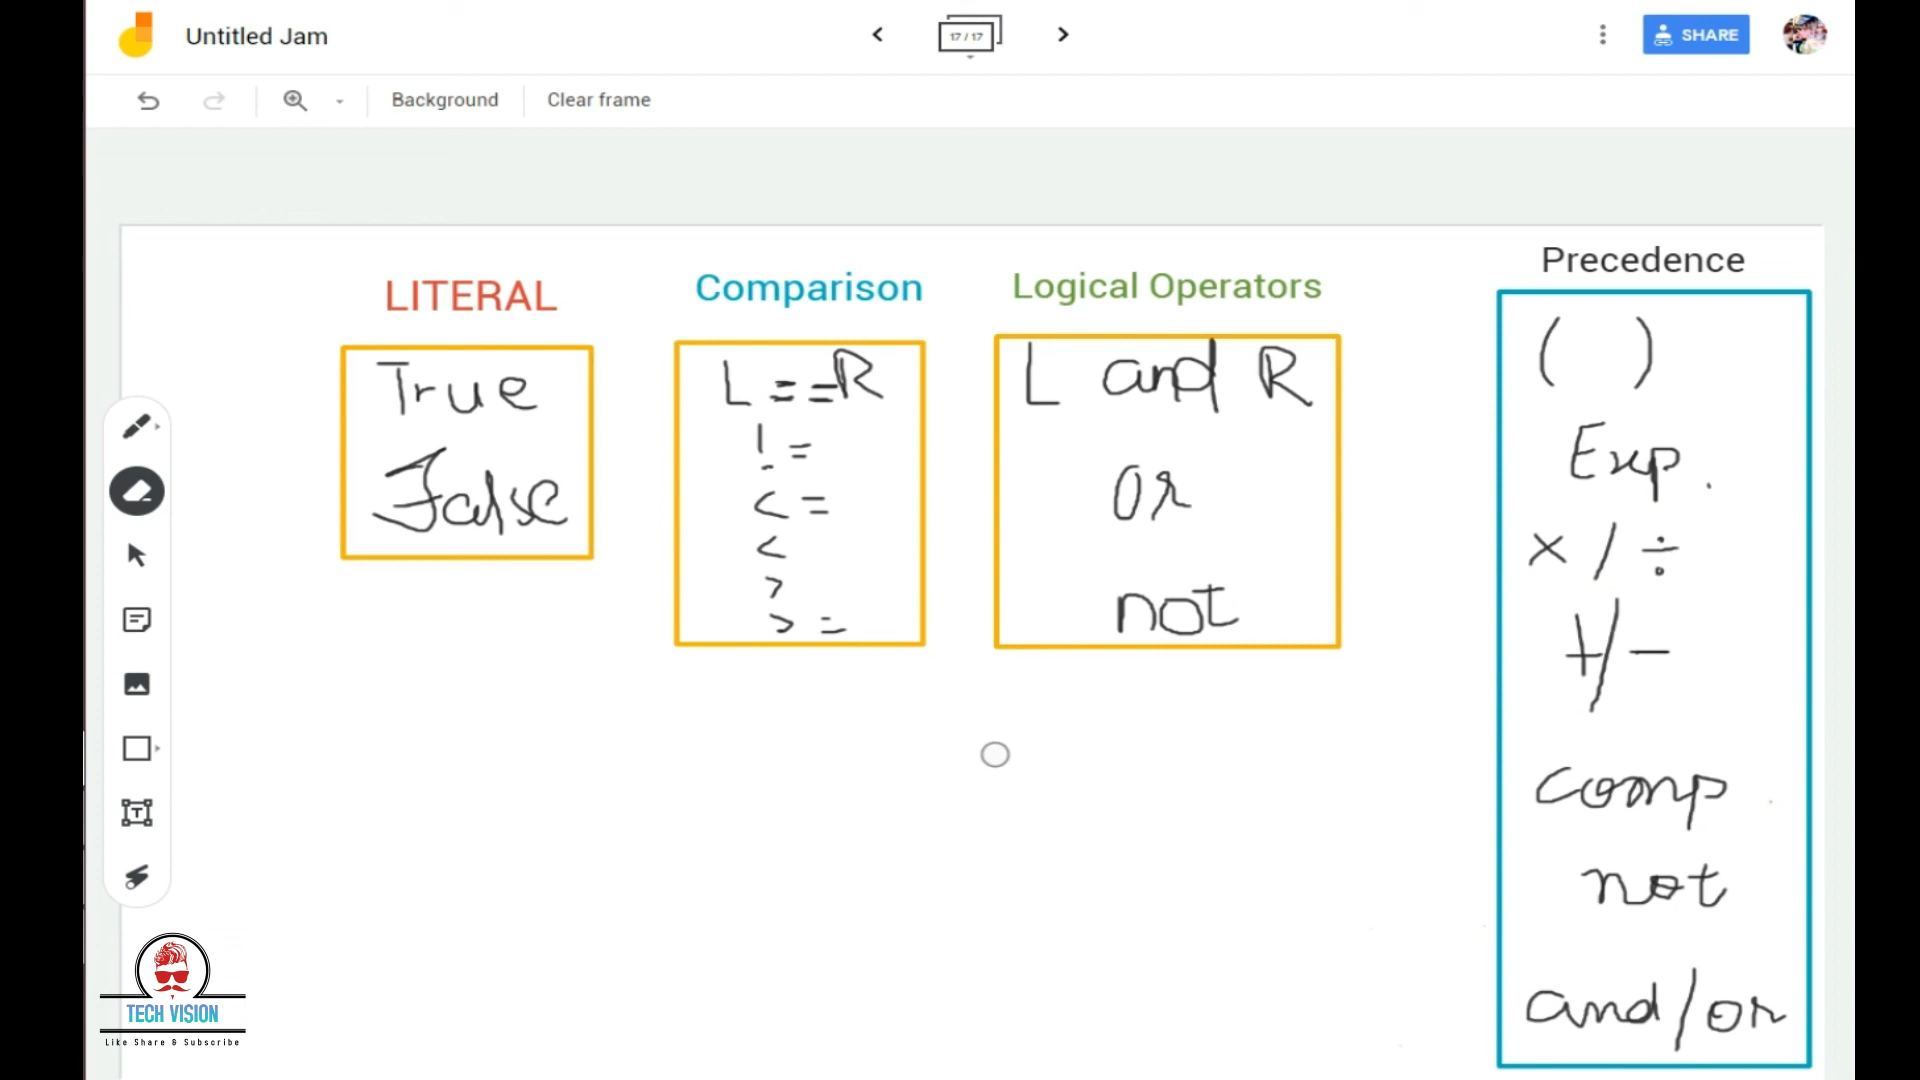 Untitled Jam
17 / 17
SHARE
Background
Clear frame
LITERAL
True
False
Comparison
L = = R
! =
< =
<
>
> =
Logical Operators
L and R
or
not
Precedence
( )
Exp.
× / ÷
+/−
comp
not
and/or
TECH VISION
Like Share & Subscribe